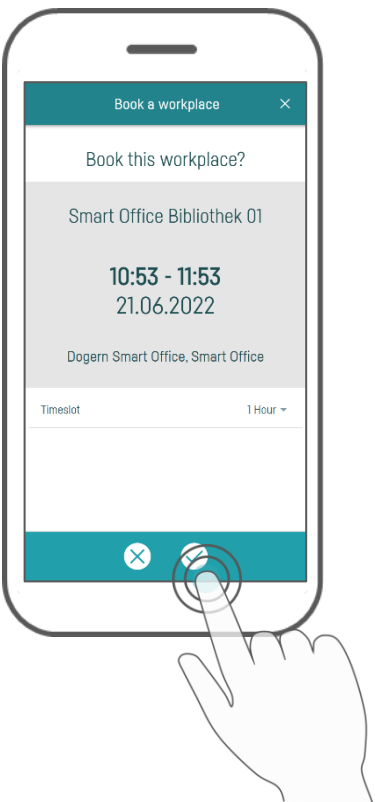 Book a workplace
Book this workplace?
Smart Office Bibliothek 01
10:53 - 11:53
21.06.2022
Dogern Smart Office, Smart Office
Timeslot 1 Hour